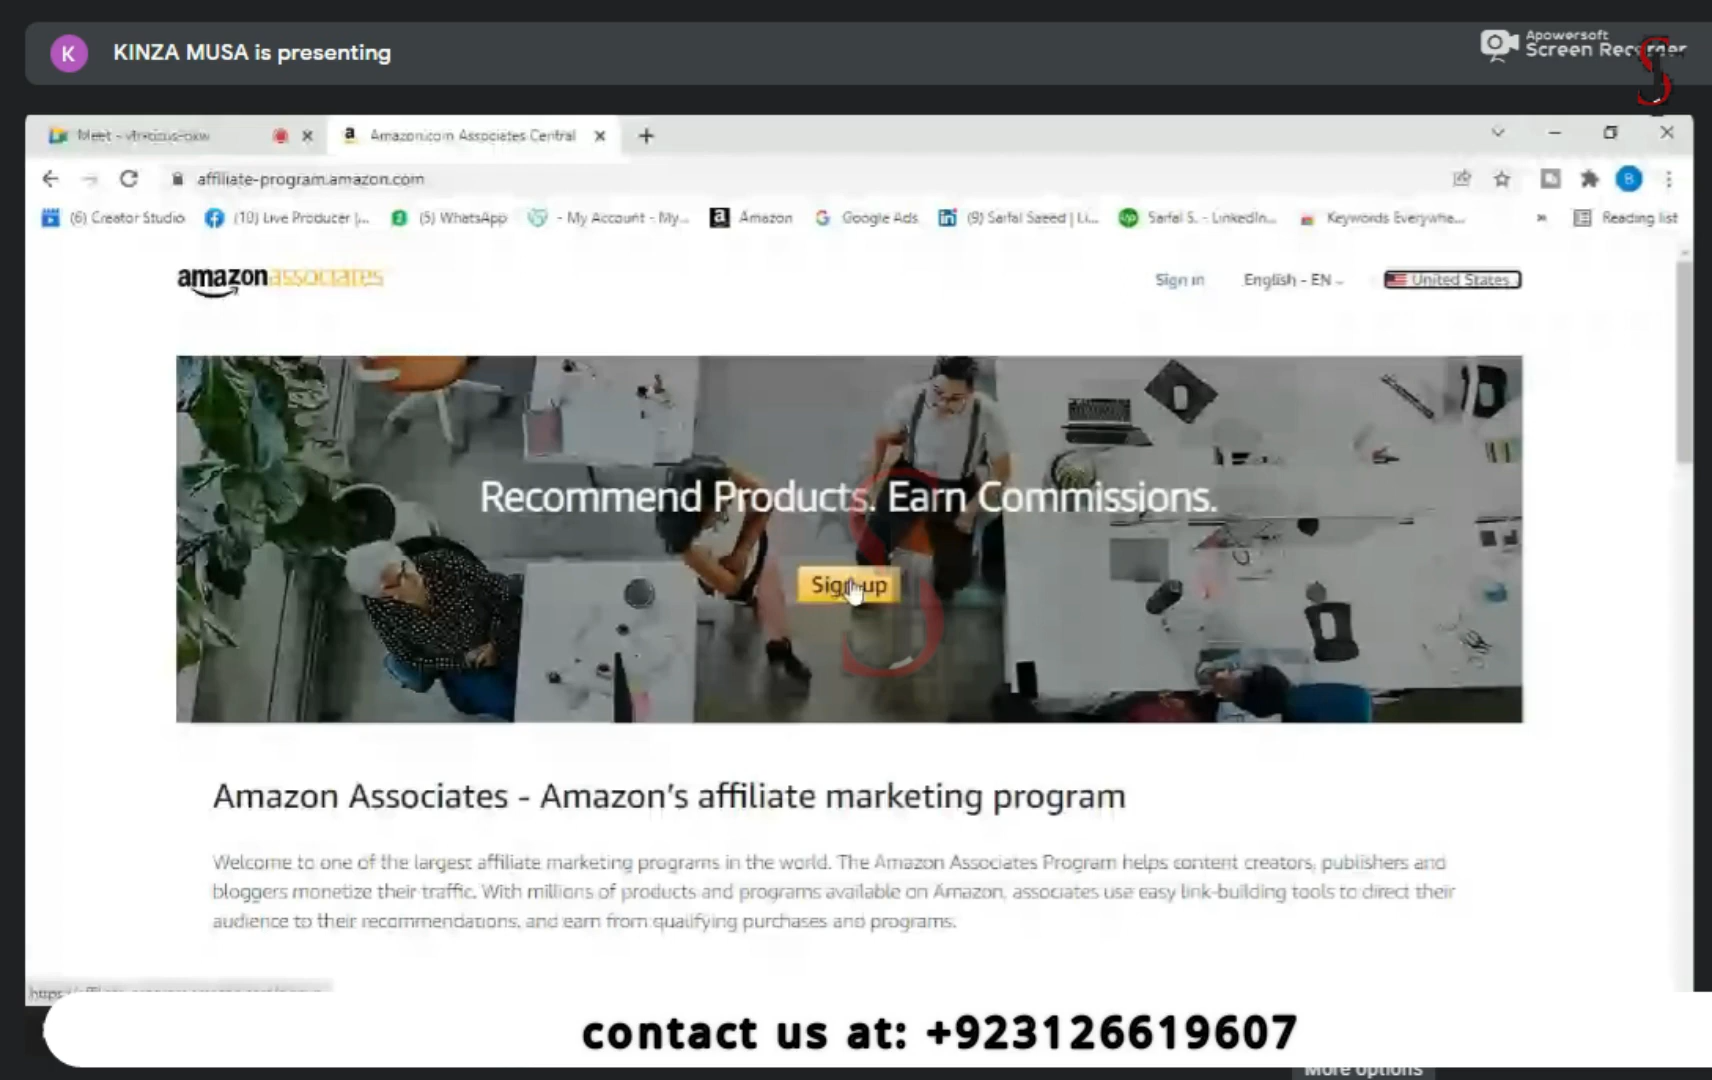 K
KINZA MUSA is presenting
Apowersoft
Screen Recorder
Amazon.com Associates Central
affiliate-program.amazon.com
B
(6) Creator Studio
(10) Live Producer |...
(5) WhatsApp
- My Account - My...
Amazon
Google Ads
(9) Sarfal Saeed | Li...
Sarfal S. - LinkedIn...
Keywords Everywhe...
»
Reading list
amazon associates
Sign in
English - EN
United States
Recommend Products. Earn Commissions.
Sign up
Amazon Associates - Amazon's affiliate marketing program
Welcome to one of the largest affiliate marketing programs in the world. The Amazon Associates Program helps content creators, publishers and
bloggers monetize their traffic. With millions of products and programs available on Amazon, associates use easy link-building tools to direct their
audience to their recommendations, and earn from qualifying purchases and programs.
contact us at: +923126619607
More options